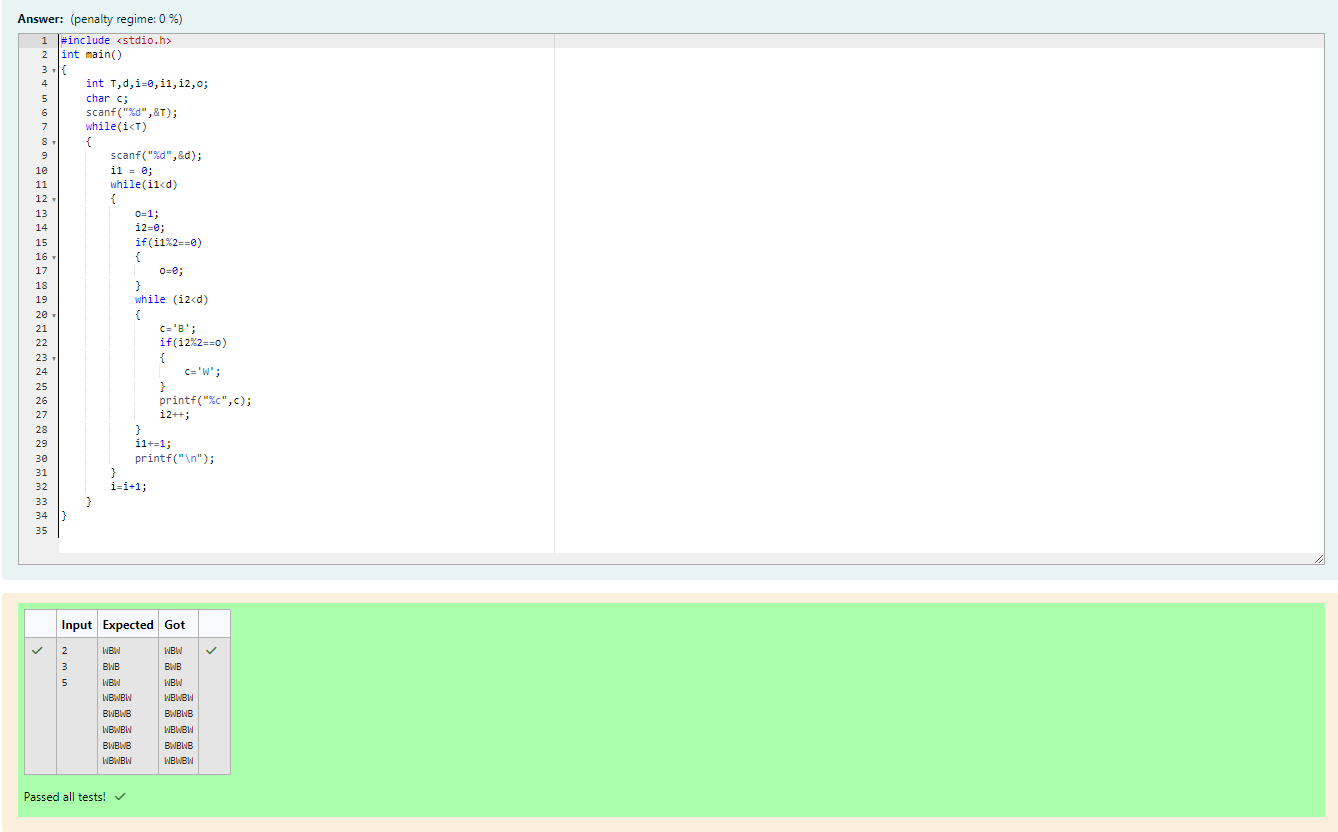 Answer: (penalty regime: 0 %)
1 #include <stdio.h>
2 int main()
3 {
4     int T,d,i=0,i1,i2,o;
5     char c;
6     scanf("%d",&T);
7     while(i<T)
8     {
9         scanf("%d",&d);
10         i1 = 0;
11         while(i1<d)
12         {
13             o=1;
14             i2=0;
15             if(i1%2==0)
16             {
17                 o=0;
18             }
19             while (i2<d)
20             {
21                 c='B';
22                 if(i2%2==o)
23                 {
24                     c='W';
25                 }
26                 printf("%c",c);
27                 i2++;
28             }
29             i1+=1;
30             printf("\n");
31         }
32         i=i+1;
33     }
34 }
35
Input Expected Got
2 WBW WBW
3 BWB BWB
5 WBW WBW
WBWBW WBWBW
BWBWB BWBWB
WBWBW WBWBW
BWBWB BWBWB
WBWBW WBWBW
Passed all tests!